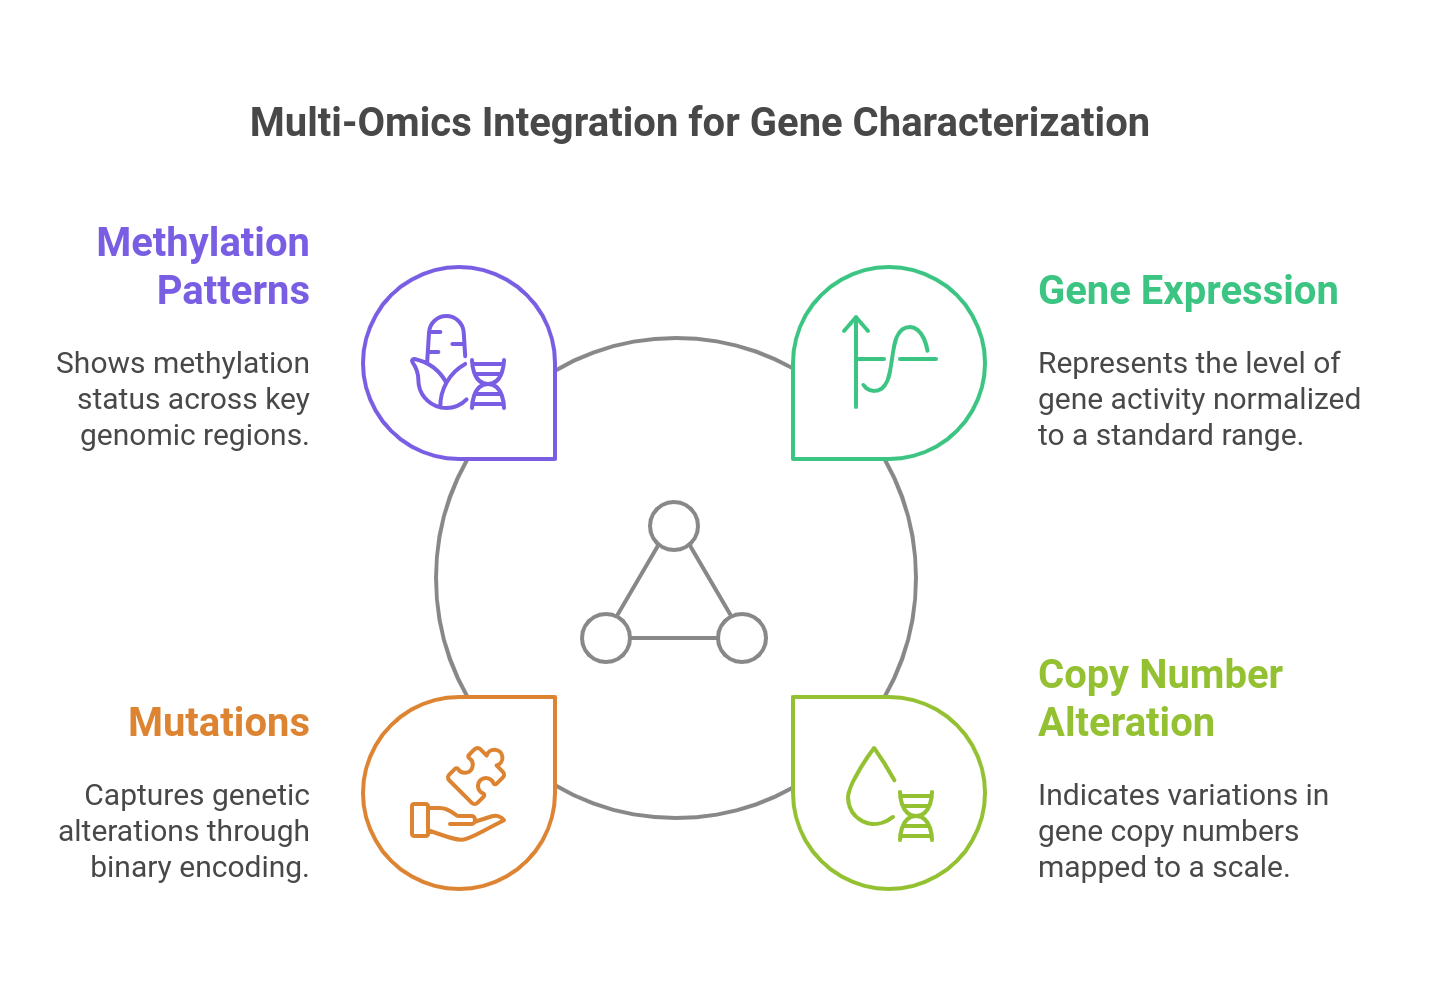 Multi-Omics Integration for Gene Characterization
Methylation
Patterns
Shows methylation
status across key
genomic regions.
Gene Expression
Represents the level of
gene activity normalized
to a standard range.
Mutations
Captures genetic
alterations through
binary encoding.
Copy Number
Alteration
Indicates variations in
gene copy numbers
mapped to a scale.